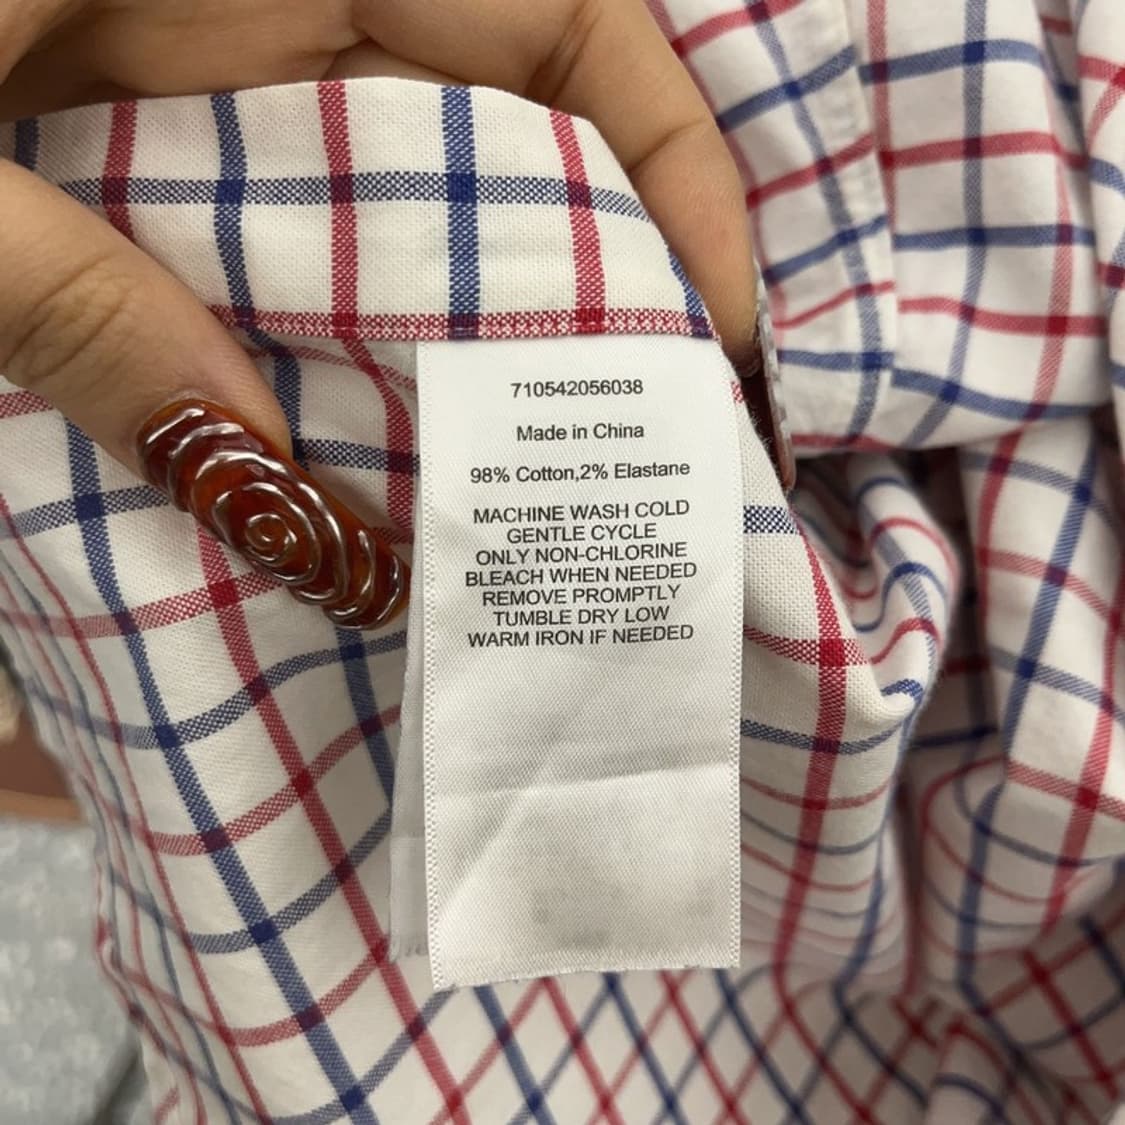 710542056038
Made in China
98% Cotton,2% Elastane
MACHINE WASH COLD
GENTLE CYCLE
ONLY NON-CHLORINE
BLEACH WHEN NEEDED
REMOVE PROMPTLY
TUMBLE DRY LOW
WARM IRON IF NEEDED